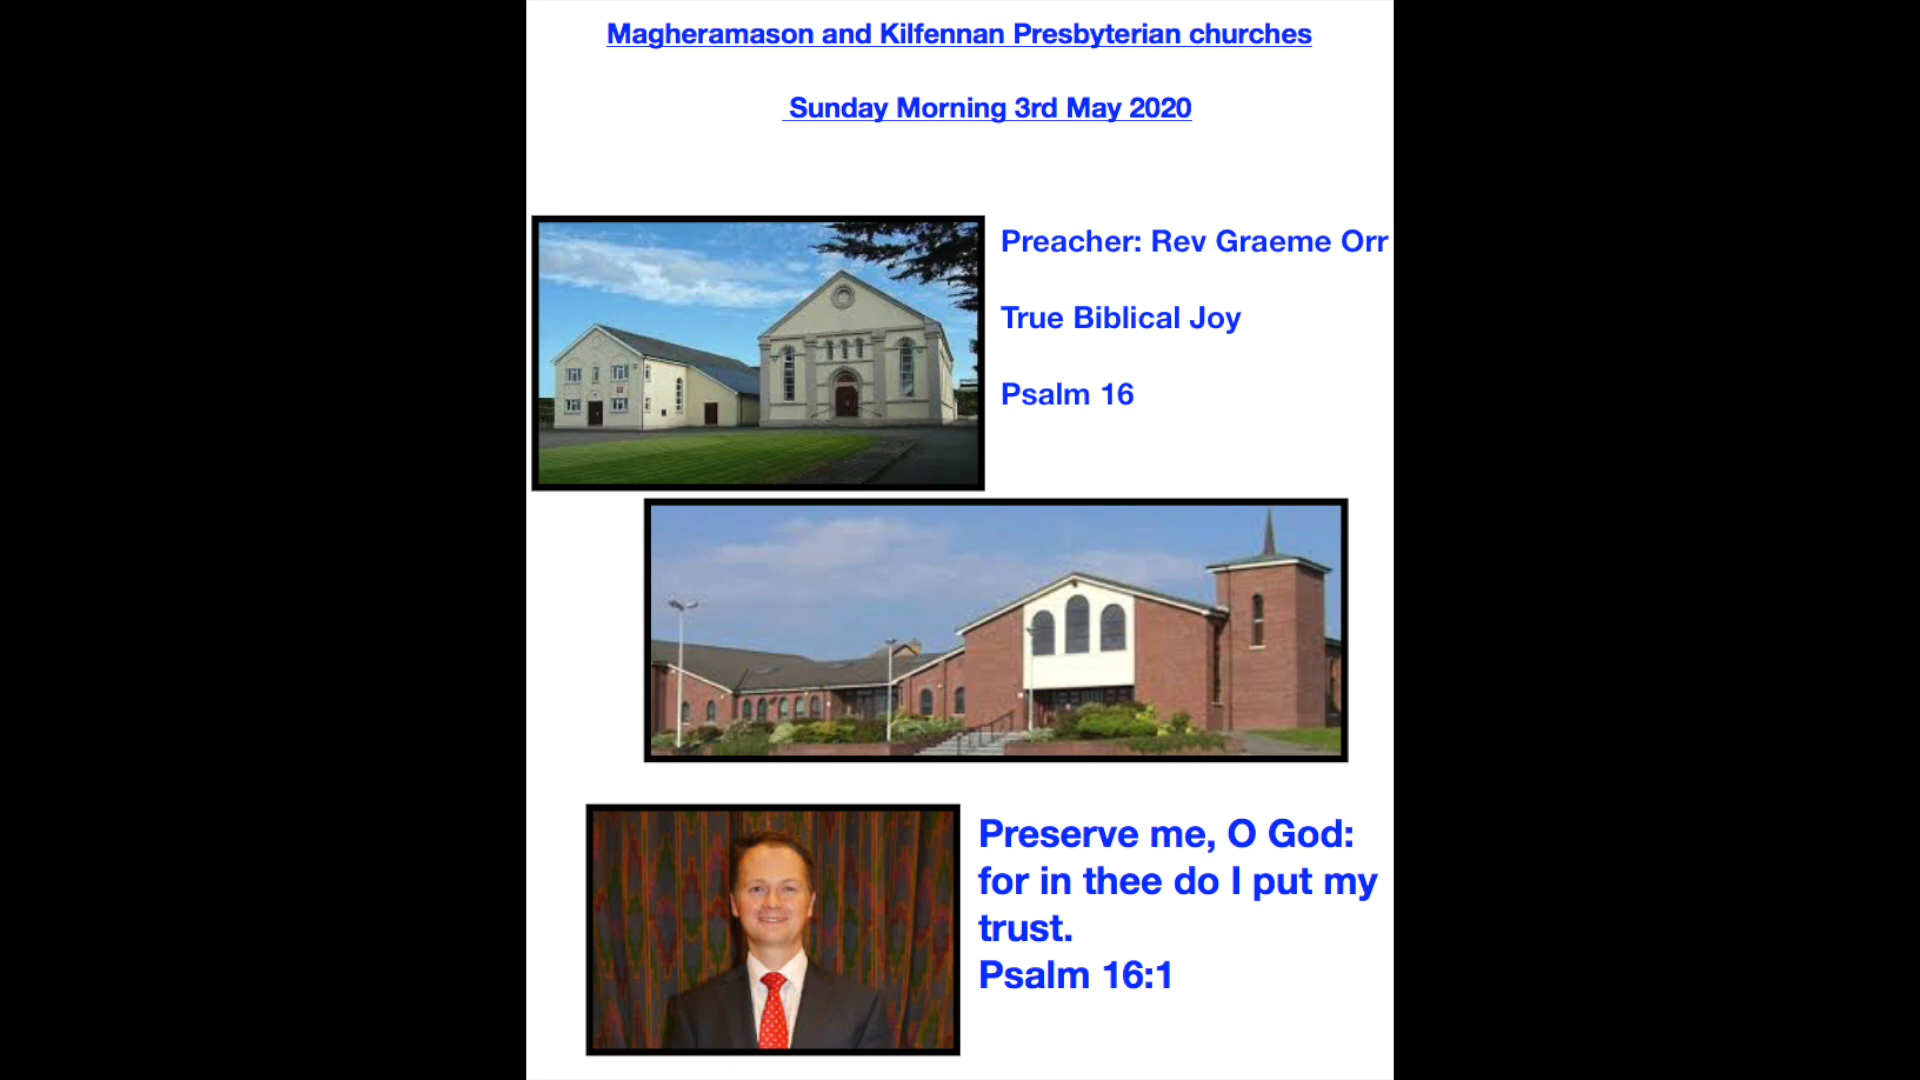 Magheramason and Kilfennan Presbyterian churches
Sunday Morning 3rd May 2020
Preacher: Rev Graeme Orr
True Biblical Joy
Psalm 16
Preserve me, O God:
for in thee do I put my
trust.
Psalm 16:1